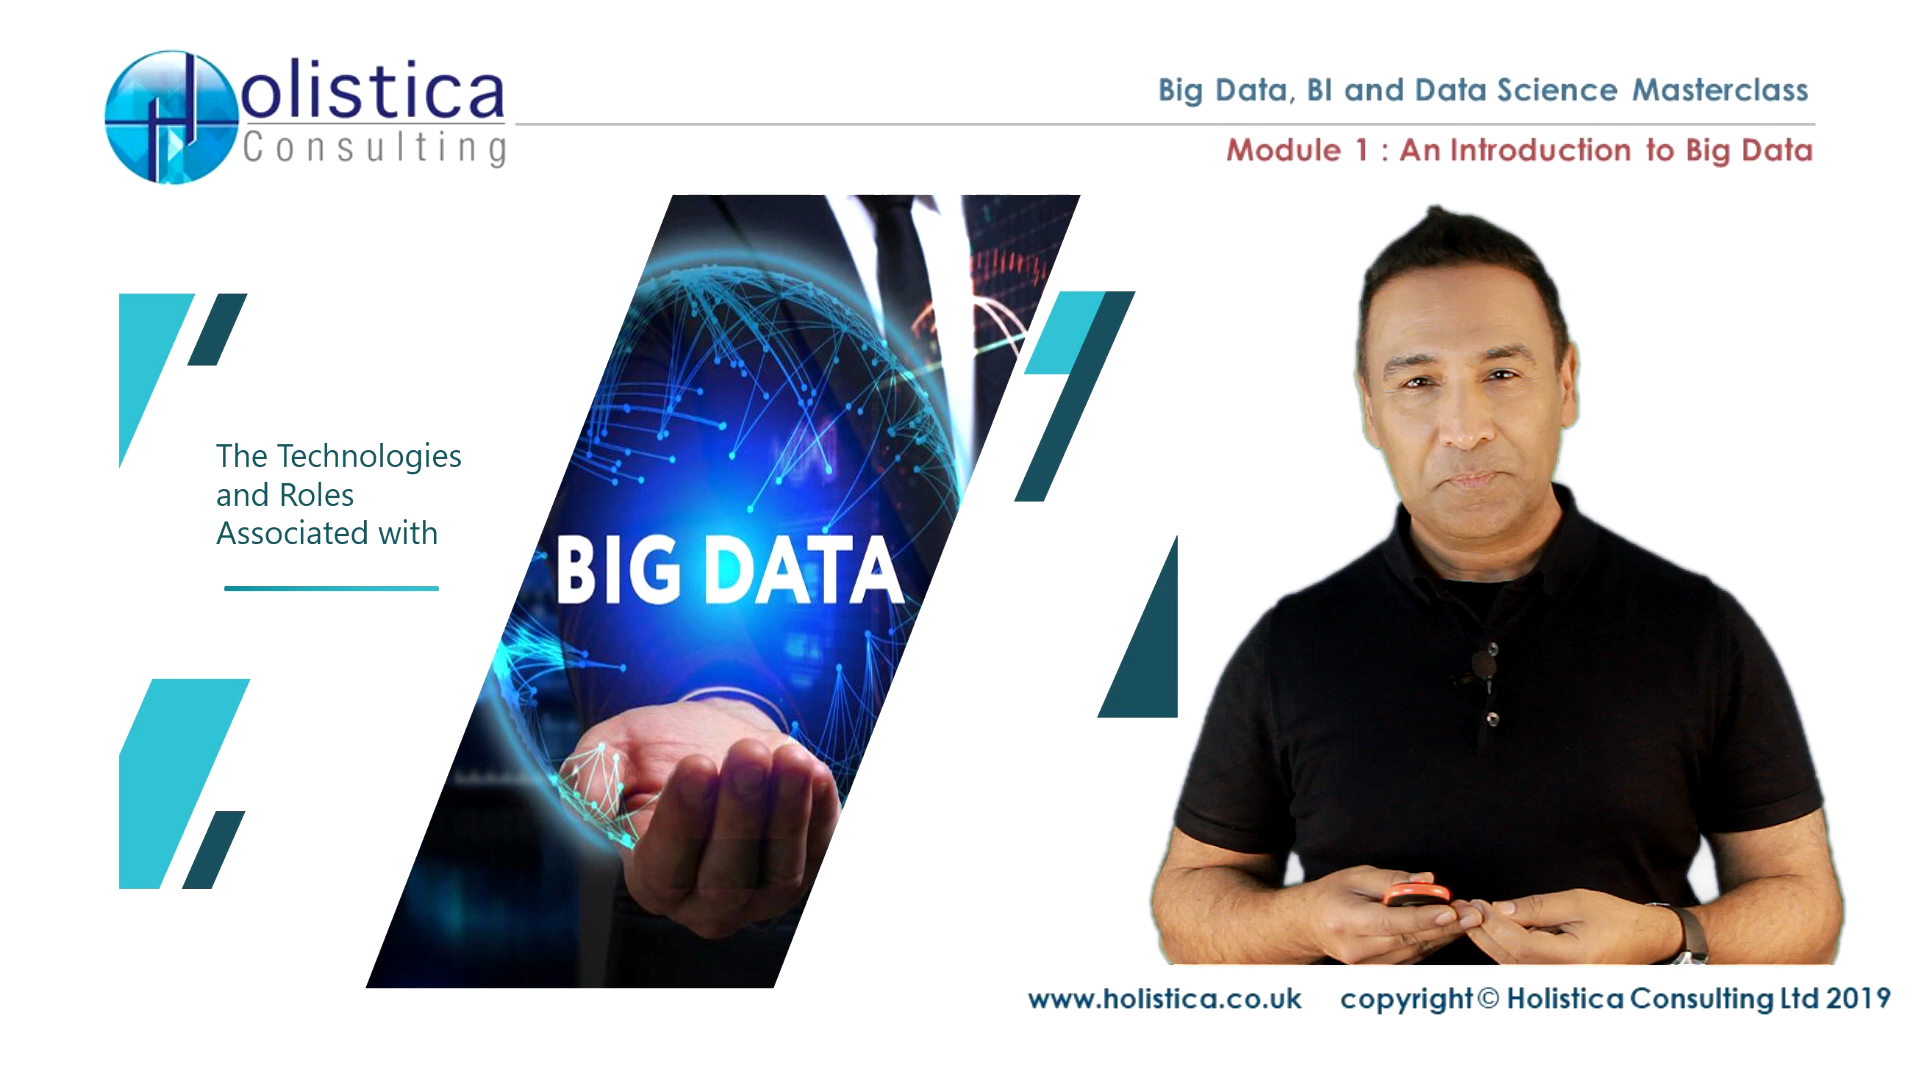 Holistica
Consulting
Big Data, BI and Data Science Masterclass
Module 1 : An Introduction to Big Data
The Technologies
and Roles
Associated with
BIG DATA
www.holistica.co.uk
copyright © Holistica Consulting Ltd 2019